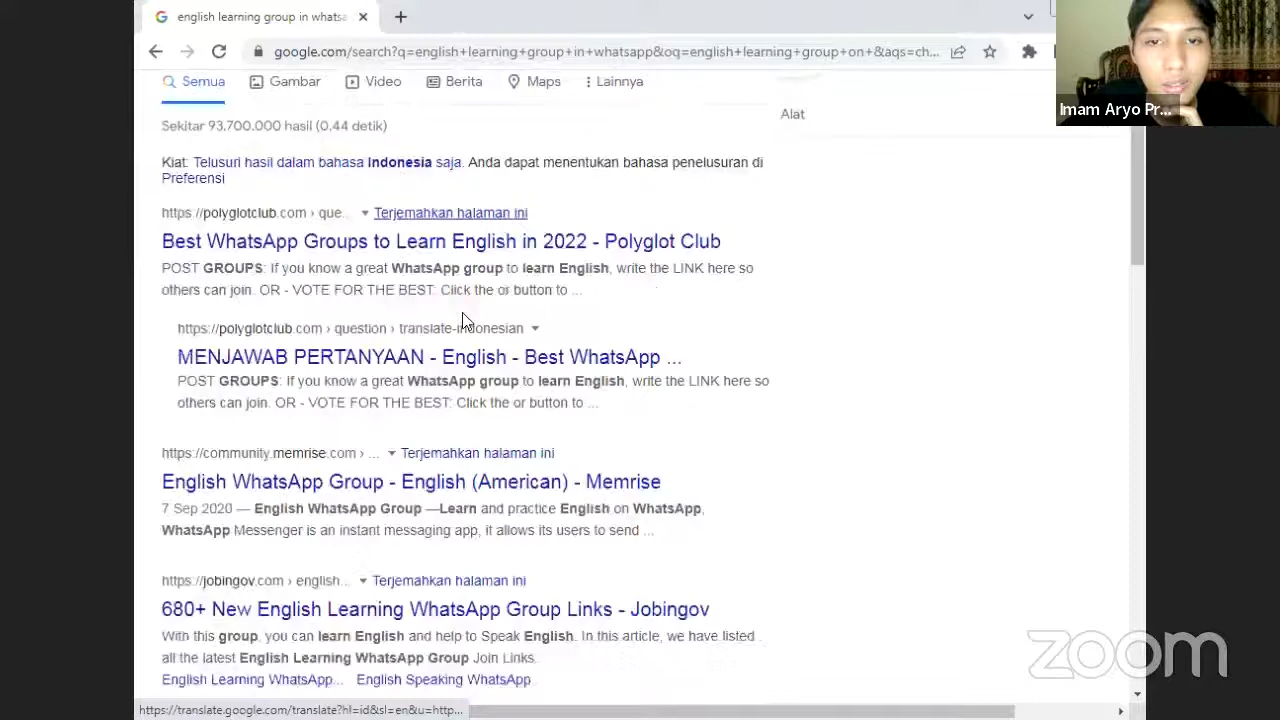 english learning group in whatsa
google.com/search?q=english+learning+group+in+whatsapp&oq=english+learning+group+on+&aqs=ch...
Imam Aryo Pr...
Semua Gambar Video Berita Maps Lainnya
Alat
Sekitar 93.700.000 hasil (0,44 detik)
Kiat: Telusuri hasil dalam bahasa Indonesia saja. Anda dapat menentukan bahasa penelusuran di
Preferensi
https://polyglotclub.com › que... Terjemahkan halaman ini
Best WhatsApp Groups to Learn English in 2022 - Polyglot Club
POST GROUPS: If you know a great WhatsApp group to learn English, write the LINK here so
others can join. OR - VOTE FOR THE BEST: Click the or button to ...
https://polyglotclub.com › question › translate-indonesian
MENJAWAB PERTANYAAN - English - Best WhatsApp ...
POST GROUPS: If you know a great WhatsApp group to learn English, write the LINK here so
others can join. OR - VOTE FOR THE BEST: Click the or button to ...
https://community.memrise.com › ... Terjemahkan halaman ini
English WhatsApp Group - English (American) - Memrise
7 Sep 2020 — English WhatsApp Group —Learn and practice English on WhatsApp,
WhatsApp Messenger is an instant messaging app, it allows its users to send ...
https://jobingov.com › english... Terjemahkan halaman ini
680+ New English Learning WhatsApp Group Links - Jobingov
With this group, you can learn English and help to Speak English. In this article, we have listed
all the latest English Learning WhatsApp Group Join Links.
English Learning WhatsApp... English Speaking WhatsApp
https://translate.google.com/translate?hl=id&sl=en&u=http...
zoom